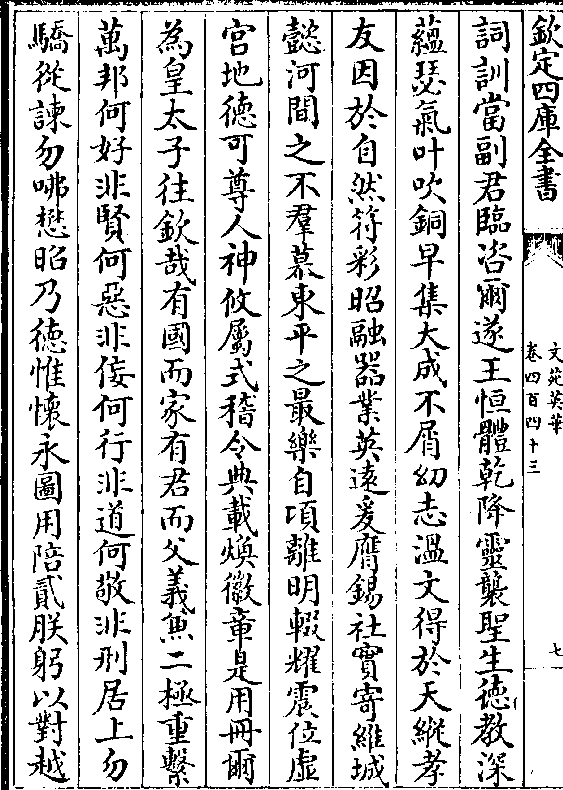 欽定四庫全書
文苑英華
卷四百四十三
七
詞訓當副君臨咨爾遂王恒體乾降靈襲聖生德教深
蘊瑟氣叶吹銅早集大成不屑幼志溫文得於天縱孝
友因於自然符彩昭融器業英遠爰膺錫社實寄維城
懿河間之不羣慕東平之最樂自項離明輟耀震位虛
宫地德可尊人神攸屬式稽令典載煥徽章是用冊爾
為皇太子往欽哉有國而家有君而父義兼二極重繫
萬邦何好非賢何惡非佞何行非道何敬非刑居上勿
驕從諫勿咈懋昭乃德惟懷永圖用陪貳朕躬以對越